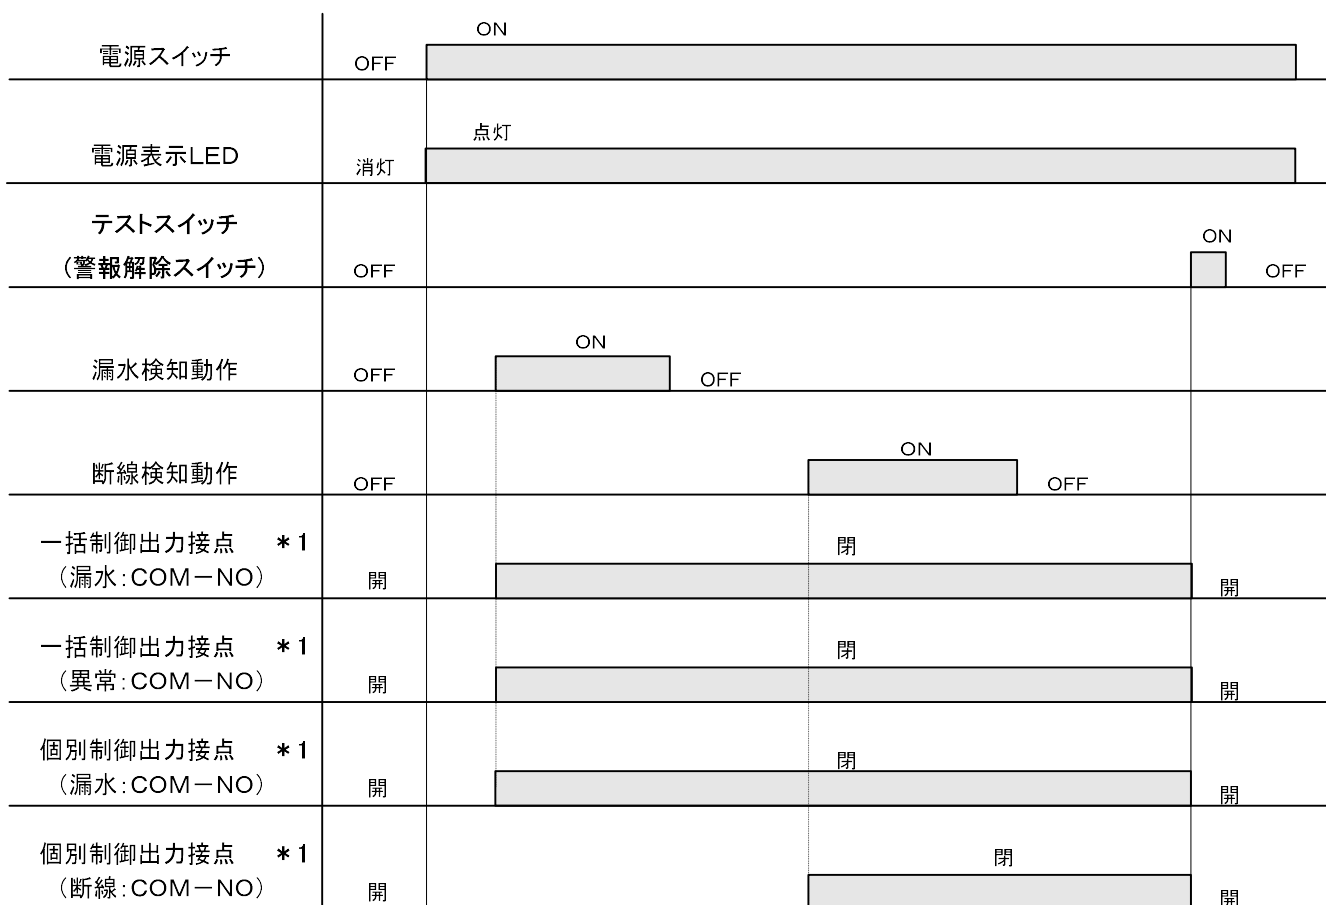 ON
電源スイッチ
OFF
点灯
電源表示LED
消灯
テストスイッチ
ON
(警報解除スイッチ)
OFF
OFF
ON
漏水検知動作
OFF
OFF
ON
断線検知動作
OFF
OFF
一括制御出力接点 *1
閉
(漏水:COM-NO)
開
開
一括制御出力接点 *1
閉
(異常:COM-NO)
開
開
個別制御出力接点 *1
閉
(漏水:COM-NO)
開
開
個別制御出力接点 *1
閉
(断線:COM-NO)
開
開